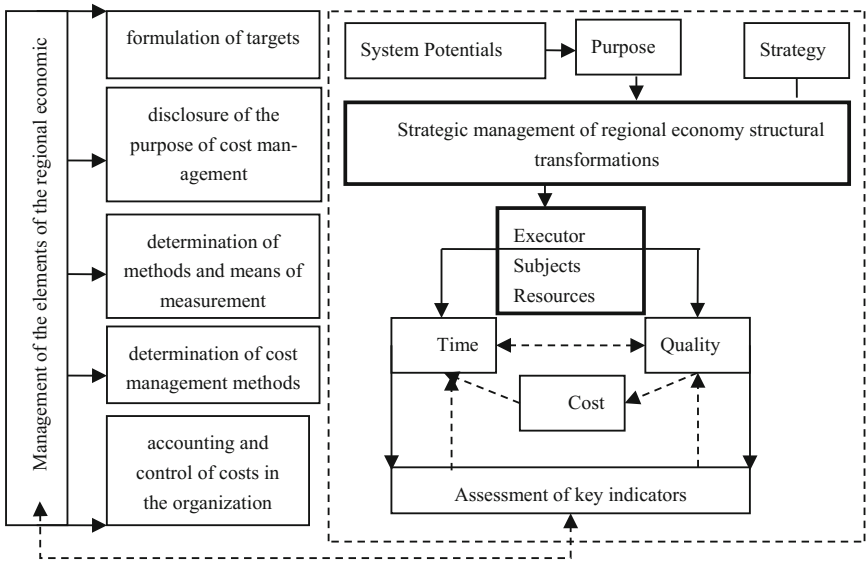 Management of the elements of the regional economic
formulation of targets
disclosure of the
purpose of cost man-
agement
determination of
methods and means of
measurement
determination of cost
management methods
accounting and
control of costs in
the organization
System Potentials
Purpose
Strategy
Strategic management of regional economy structural
transformations
Executor
Subjects
Resources
Time
Quality
Cost
Assessment of key indicators